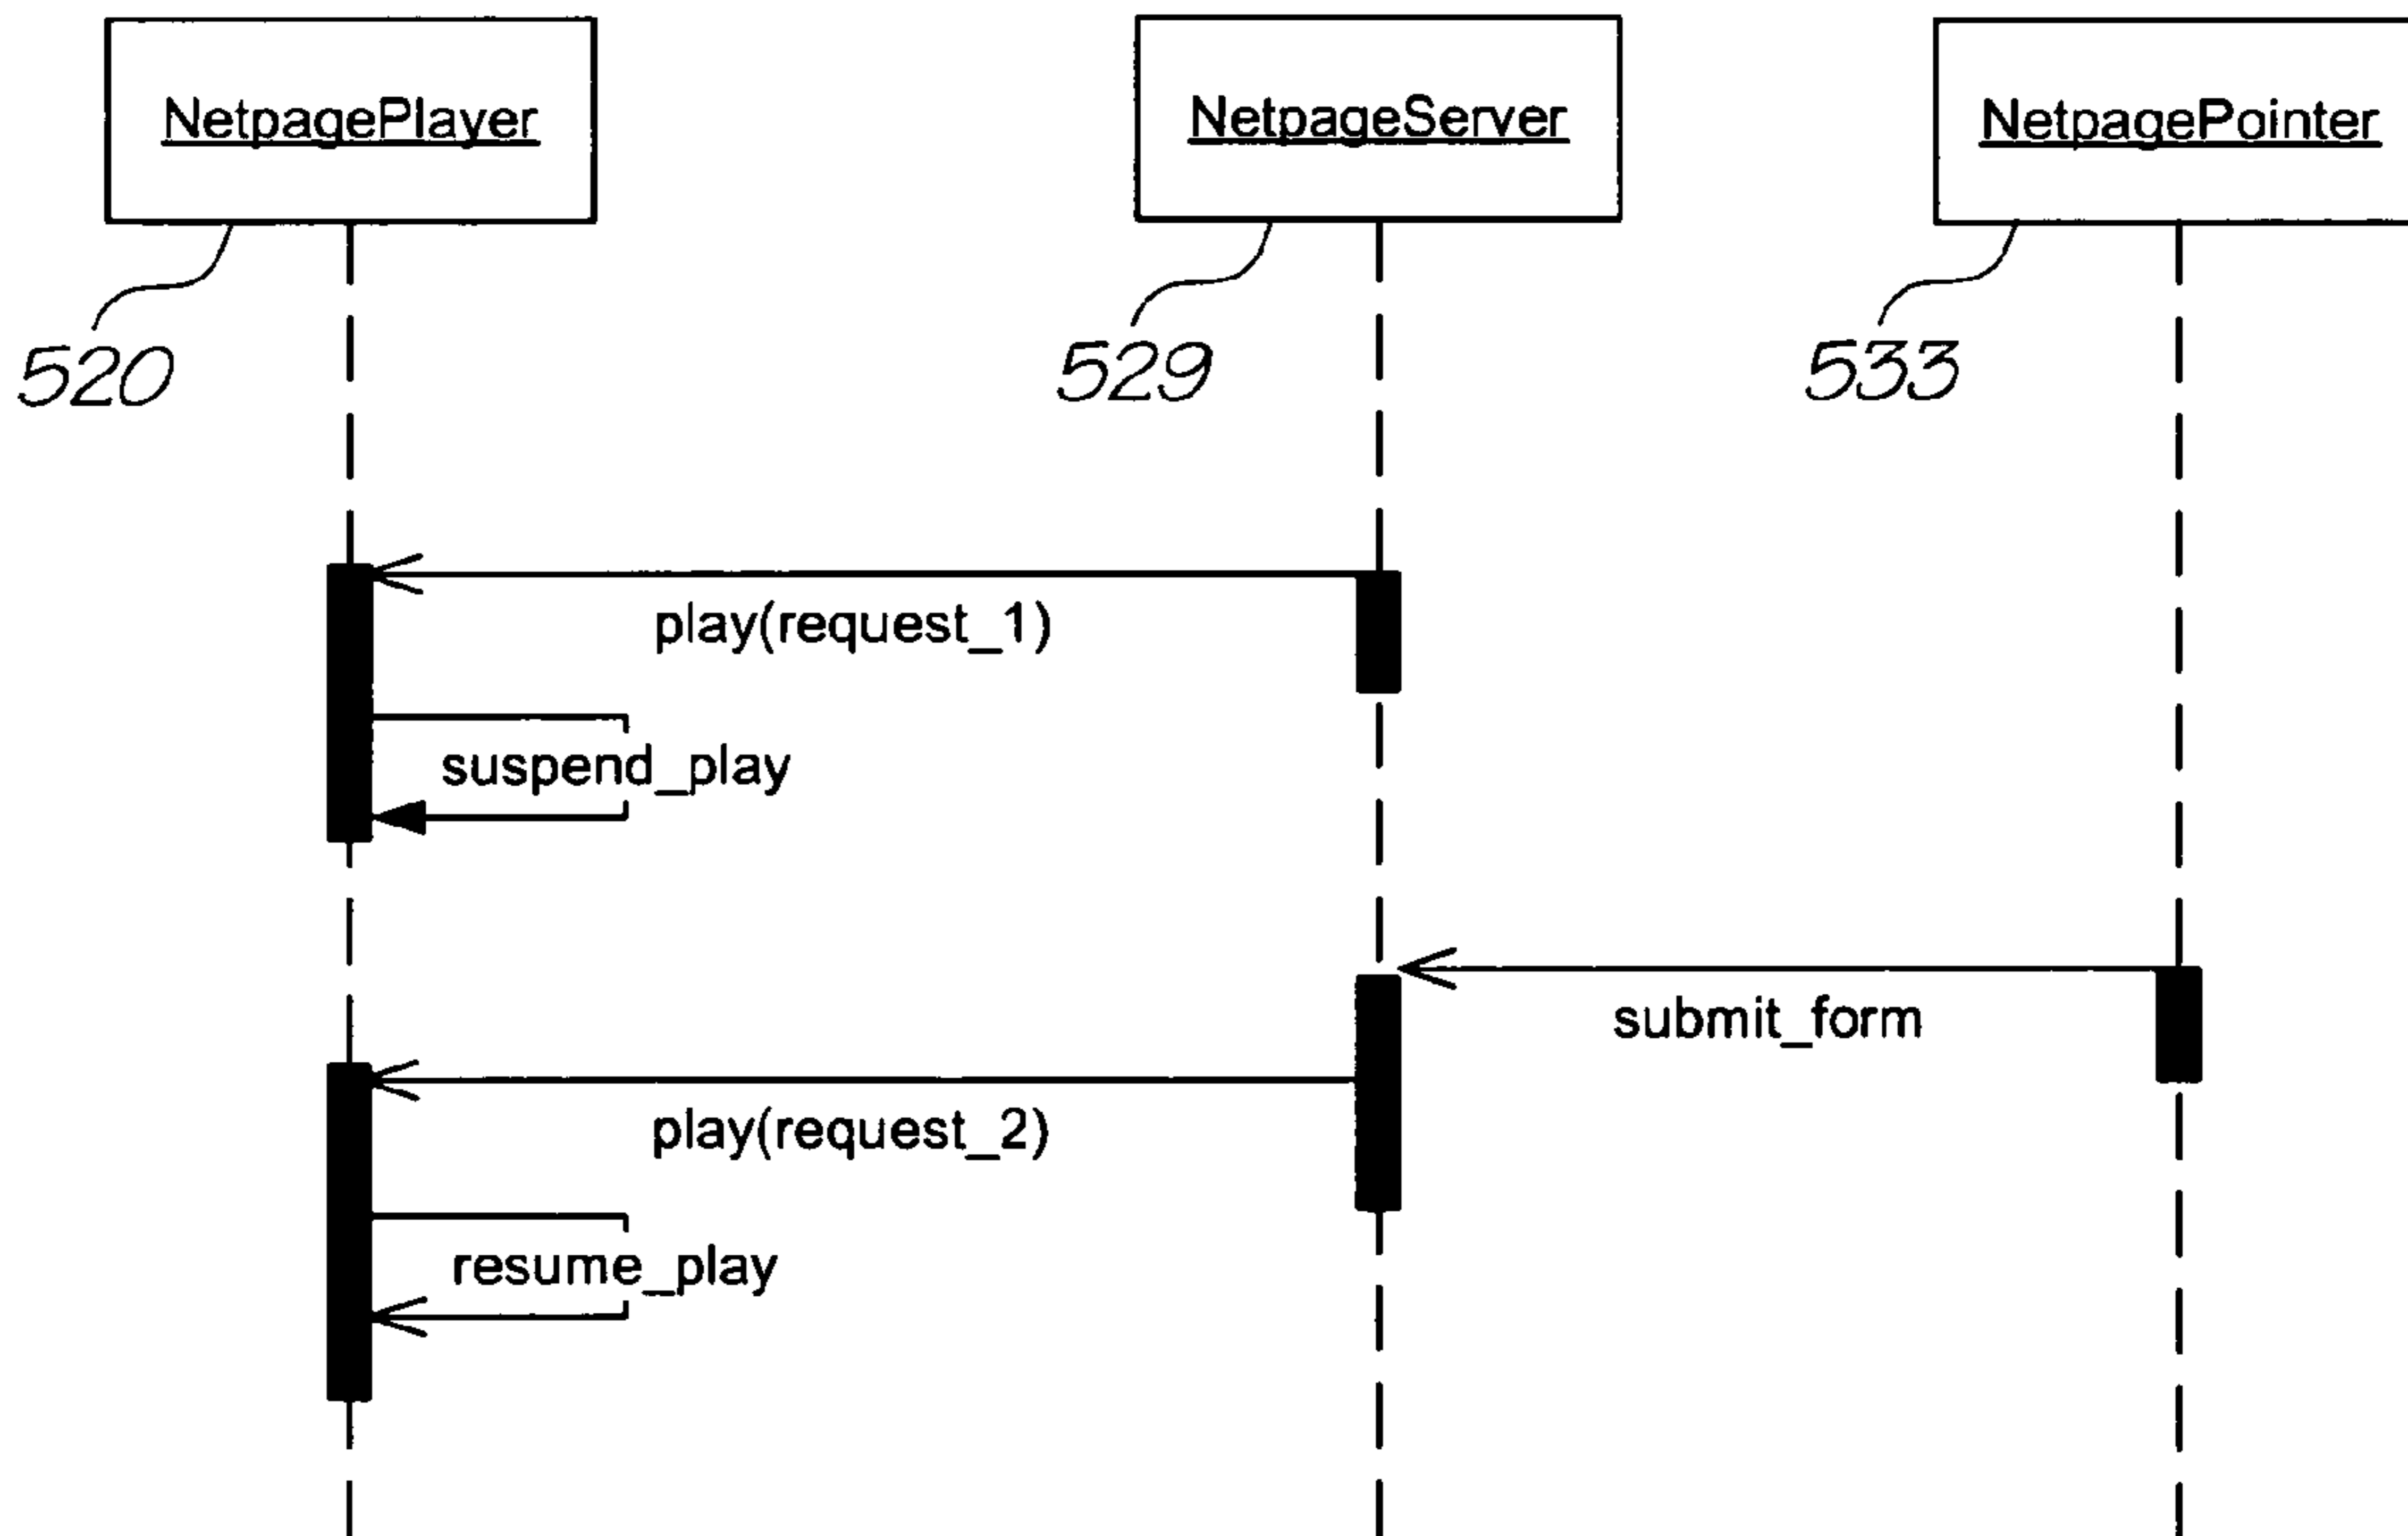 NetpagePlayer
NetpageServer
NetpagePointer
520
529
533
play(request_1)
suspend_play
submit_form
play(request_2)
resume_play